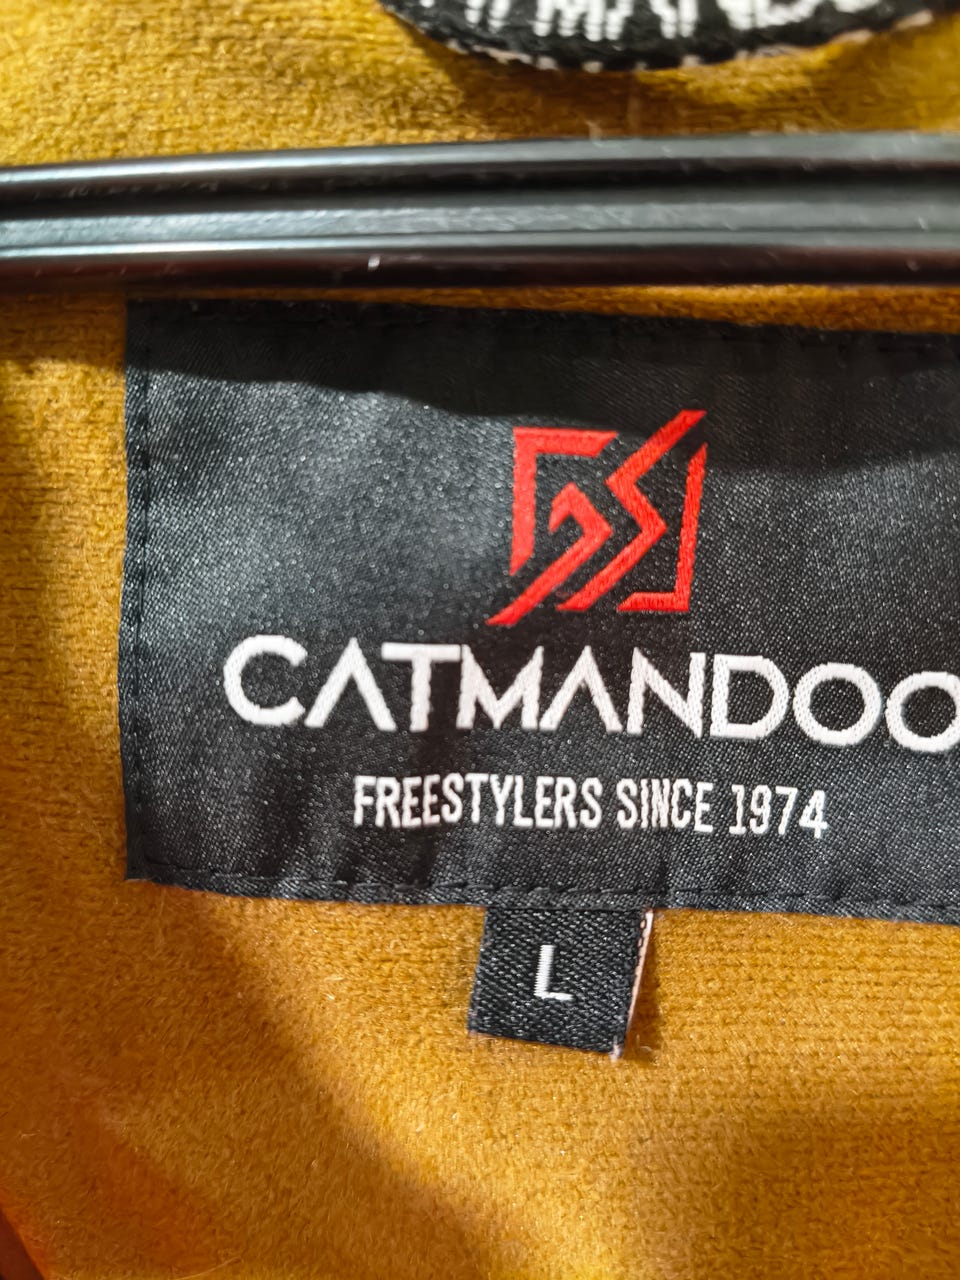 CATMANDOO
FREESTYLERS SINCE 1974
L